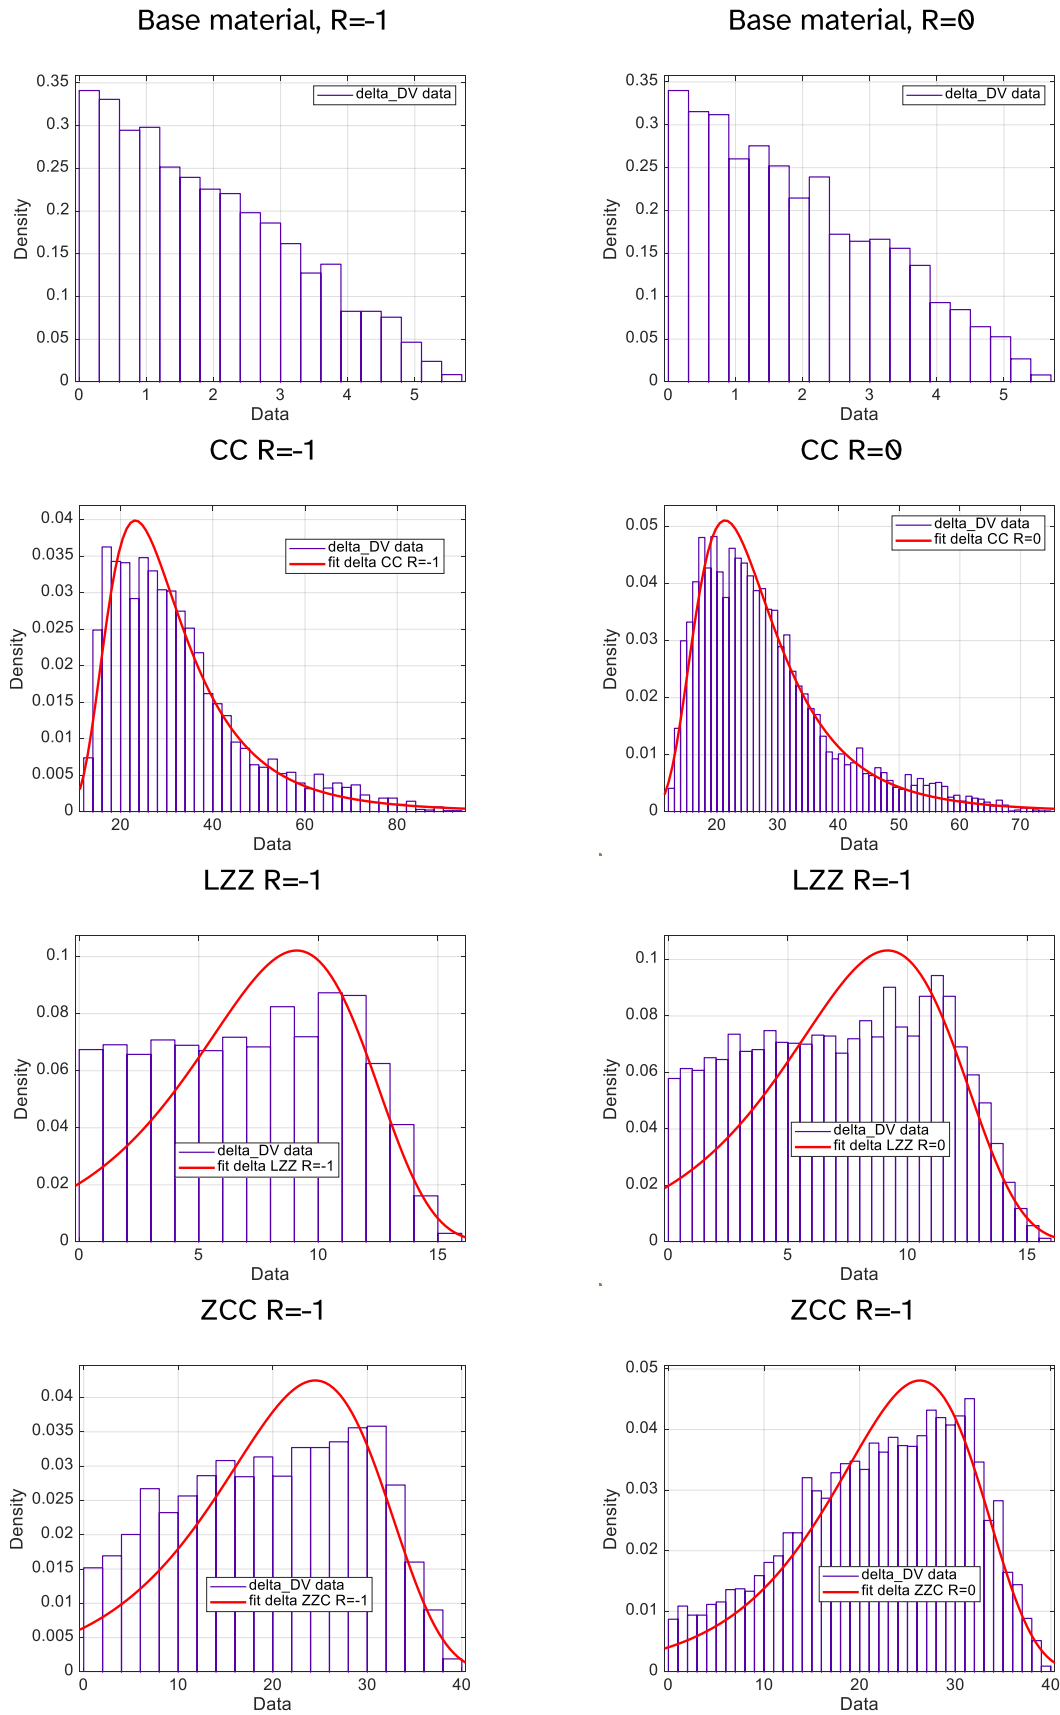 Base material, R=-1
Base material, R=0
0.35
0.3
0.25
0.2
0.15
0.1
0.05
0
Density
delta_DV data
0 1 2 3 4 5
Data
0.35
0.3
0.25
0.2
0.15
0.1
0.05
0
Density
delta_DV data
0 1 2 3 4 5
Data
CC R=-1
CC R=0
0.04
0.035
0.03
0.025
0.02
0.015
0.01
0.005
0
Density
delta_DV data
fit delta CC R=-1
20 40 60 80
Data
0.05
0.04
0.03
0.02
0.01
0
Density
delta_DV data
fit delta CC R=0
20 30 40 50 60 70
Data
LZZ R=-1
LZZ R=-1
0.1
0.08
0.06
0.04
0.02
0
Density
delta_DV data
fit delta LZZ R=-1
0 5 10 15
Data
0.1
0.08
0.06
0.04
0.02
0
Density
delta_DV data
fit delta LZZ R=0
0 5 10 15
Data
ZCC R=-1
ZCC R=-1
0.04
0.035
0.03
0.025
0.02
0.015
0.01
0.005
0
Density
delta_DV data
fit delta ZZC R=-1
0 10 20 30 40
Data
0.05
0.04
0.03
0.02
0.01
0
Density
delta_DV data
fit delta ZZC R=0
0 10 20 30 40
Data